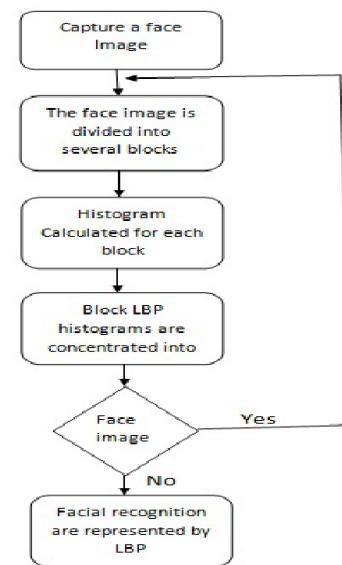 Capture a face
Image
The face image is
divided into
several blocks
Histogram
Calculated for each
block
Block LBP
histograms are
concentrated into
Face
image
Yes
No
Facial recognition
are represented by
LBP